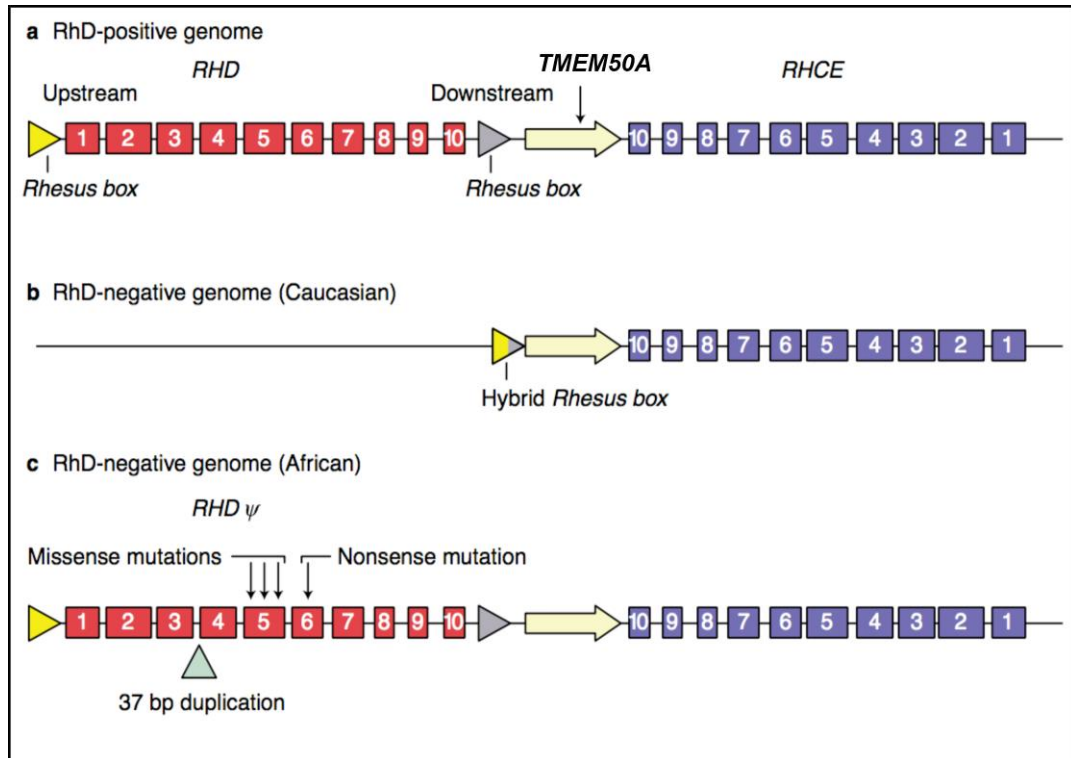 a RhD-positive genome
RHD
TMEM50A
RHCE
Upstream
Downstream
1 2 3 4 5 6 7 8 9 10 10 9 8 7 6 5 4 3 2 1
Rhesus box
Rhesus box
b RhD-negative genome (Caucasian)
10 9 8 7 6 5 4 3 2 1
Hybrid Rhesus box
c RhD-negative genome (African)
RHD ψ
Missense mutations
Nonsense mutation
1 2 3 4 5 6 7 8 9 10 10 9 8 7 6 5 4 3 2 1
37 bp duplication